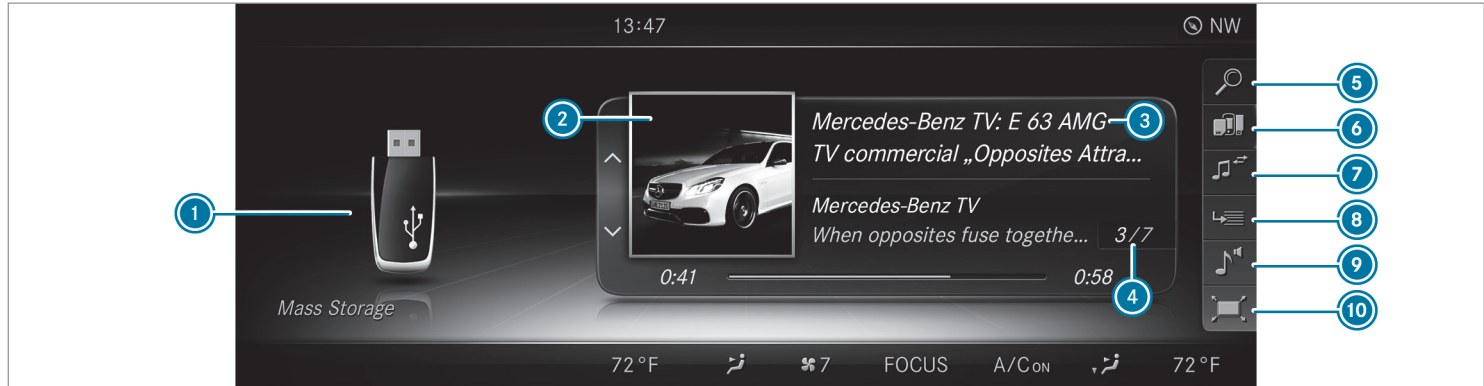 13:47
NW
5
2
Mercedes-Benz TV: E 63 AMG
3
6
TV commercial „Opposites Attra...
7
1
Mercedes-Benz TV
8
When opposites fuse togethe...
3/7
9
0:41
0:58
4
Mass Storage
10
72°F
7
FOCUS
A/C ON
72°F